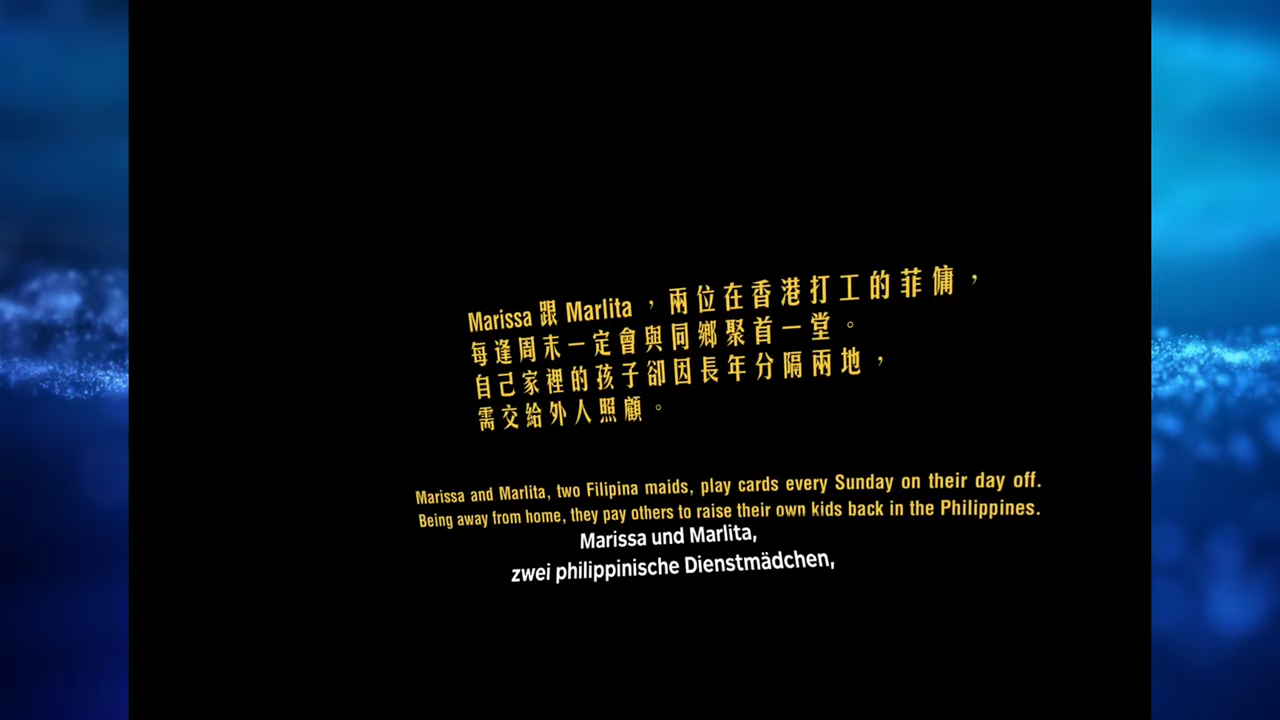 Marissa 跟 Marlita，兩位在香港打工的菲傭，
每逢周末一定會與同鄉聚首一堂。
自己家裡的孩子卻因長年分隔兩地，
需交給外人照顧。
Marissa and Marlita, two Filipina maids, play cards every Sunday on their day off.
Being away from home, they pay others to raise their own kids back in the Philippines.
Marissa und Marlita,
zwei philippinische Dienstmädchen,